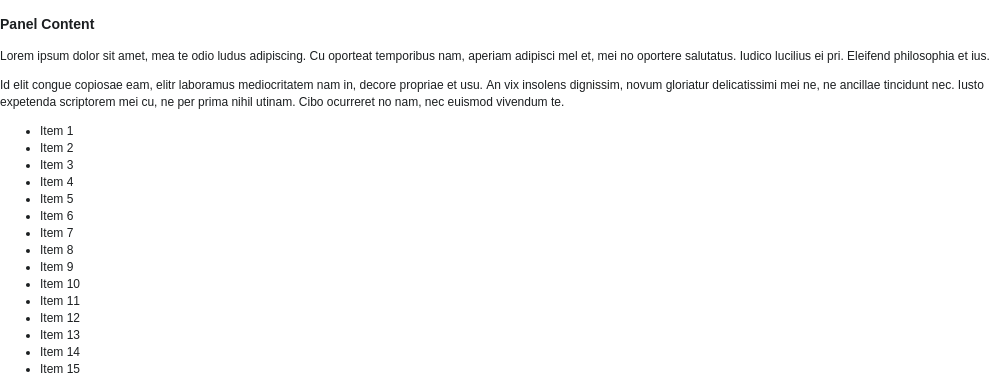 Panel Content
Lorem ipsum dolor sit amet, mea te odio ludus adipiscing. Cu oporteat temporibus nam, aperiam adipisci mel et, mei no oportere salutatus. Iudico lucilius ei pri. Eleifend philosophia et ius.
Id elit congue copiosae eam, elitr laboramus mediocritatem nam in, decore propriae et usu. An vix insolens dignissim, novum gloriatur delicatissimi mei ne, ne ancillae tincidunt nec. Iusto
expetenda scriptorem mei cu, ne per prima nihil utinam. Cibo ocurreret no nam, nec euismod vivendum te.
• Item 1
• Item 2
• Item 3
• Item 4
• Item 5
• Item 6
• Item 7
• Item 8
• Item 9
• Item 10
• Item 11
• Item 12
• Item 13
• Item 14
• Item 15